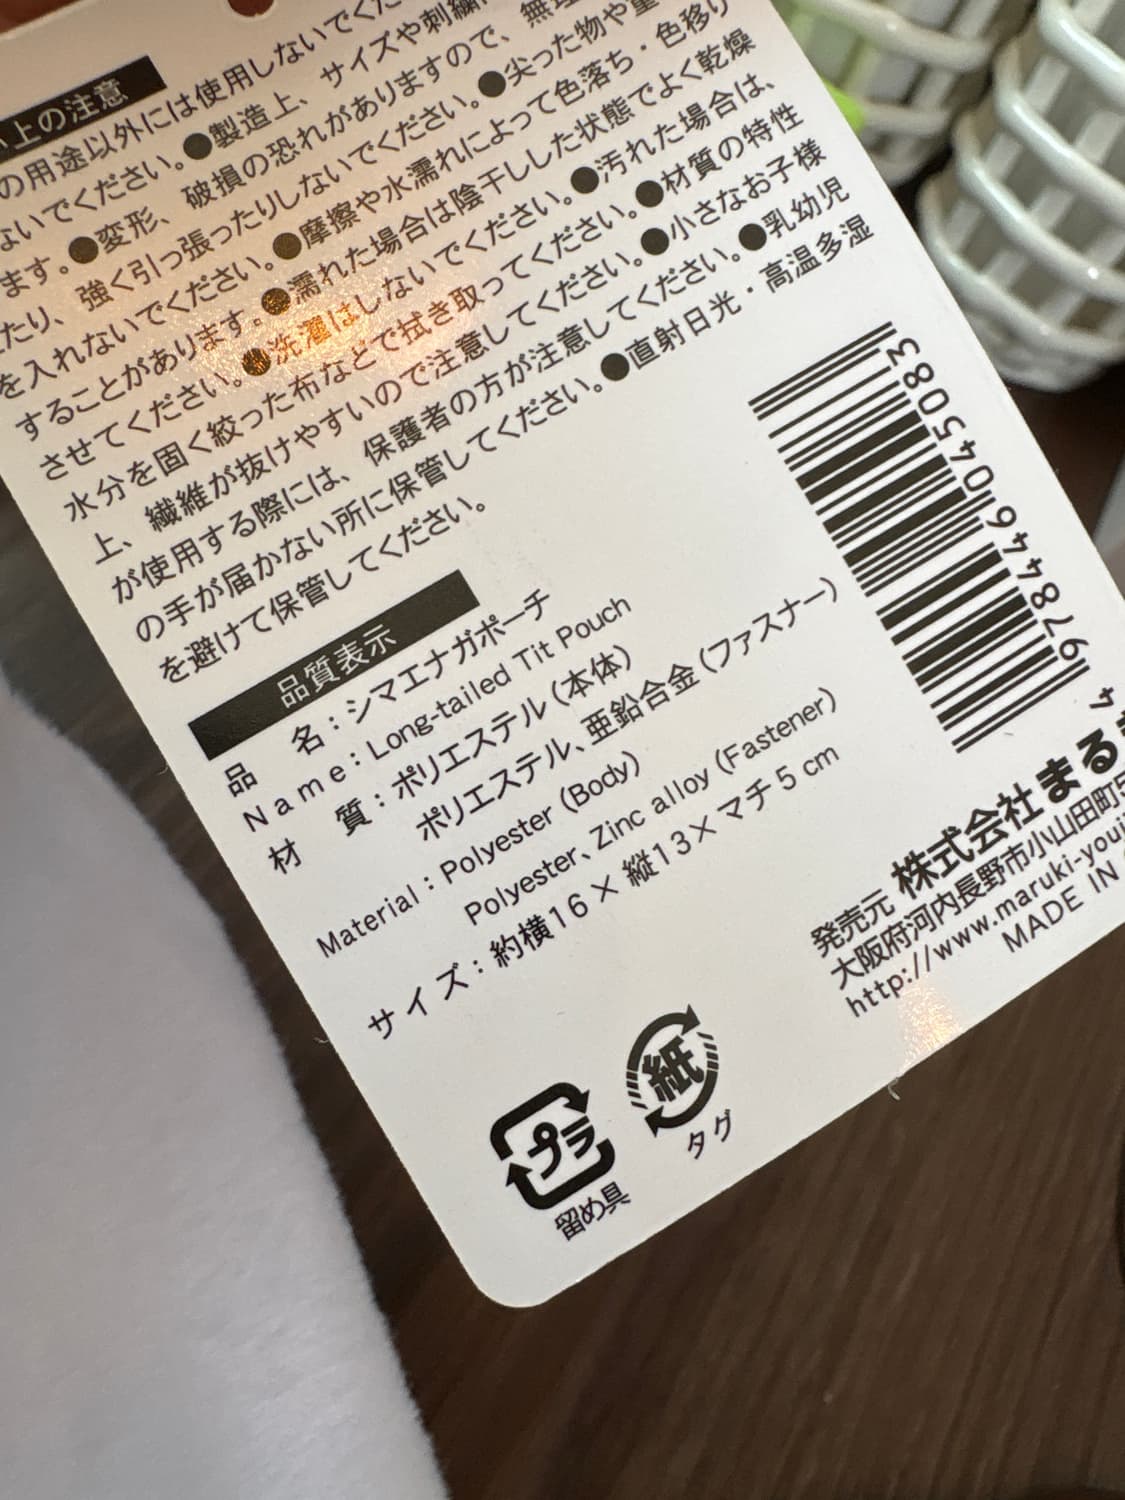 上の注意
の用途以外には使用しないでくだ
ないでください。●製造上、サイズや刺繍
ます。●変形、破損の恐れがありますので、無理
たり、強く引っ張ったりしないでください。●尖った物や重
を入れないでください。●摩擦や水濡れによって色落ち・色移り
することがあります。●濡れた場合は陰干しした状態でよく乾燥
させてください。●洗濯はしないでください。●汚れた場合は、
水分を固く絞った布などで拭き取ってください。●材質の特性
上、繊維が抜けやすいので注意してください。●小さなお子様
が使用する際には、保護者の方が注意してください。●乳幼児
の手が届かない所に保管してください。●直射日光・高温多湿
を避けて保管してください。
品質表示
品 名：シマエナガポーチ
Name：Long-tailed Tit Pouch
材 質：ポリエステル（本体）
ポリエステル、亜鉛合金（ファスナー）
Material：Polyester（Body）
Polyester、Zinc alloy（Fastener）
サイズ：約横16×縦13×マチ5cm
4 978446 045083
発売元 株式会社まる
大阪府河内長野市小山田町
http://www.maruki-youj
MADE IN
プラ
留め具
紙
タグ